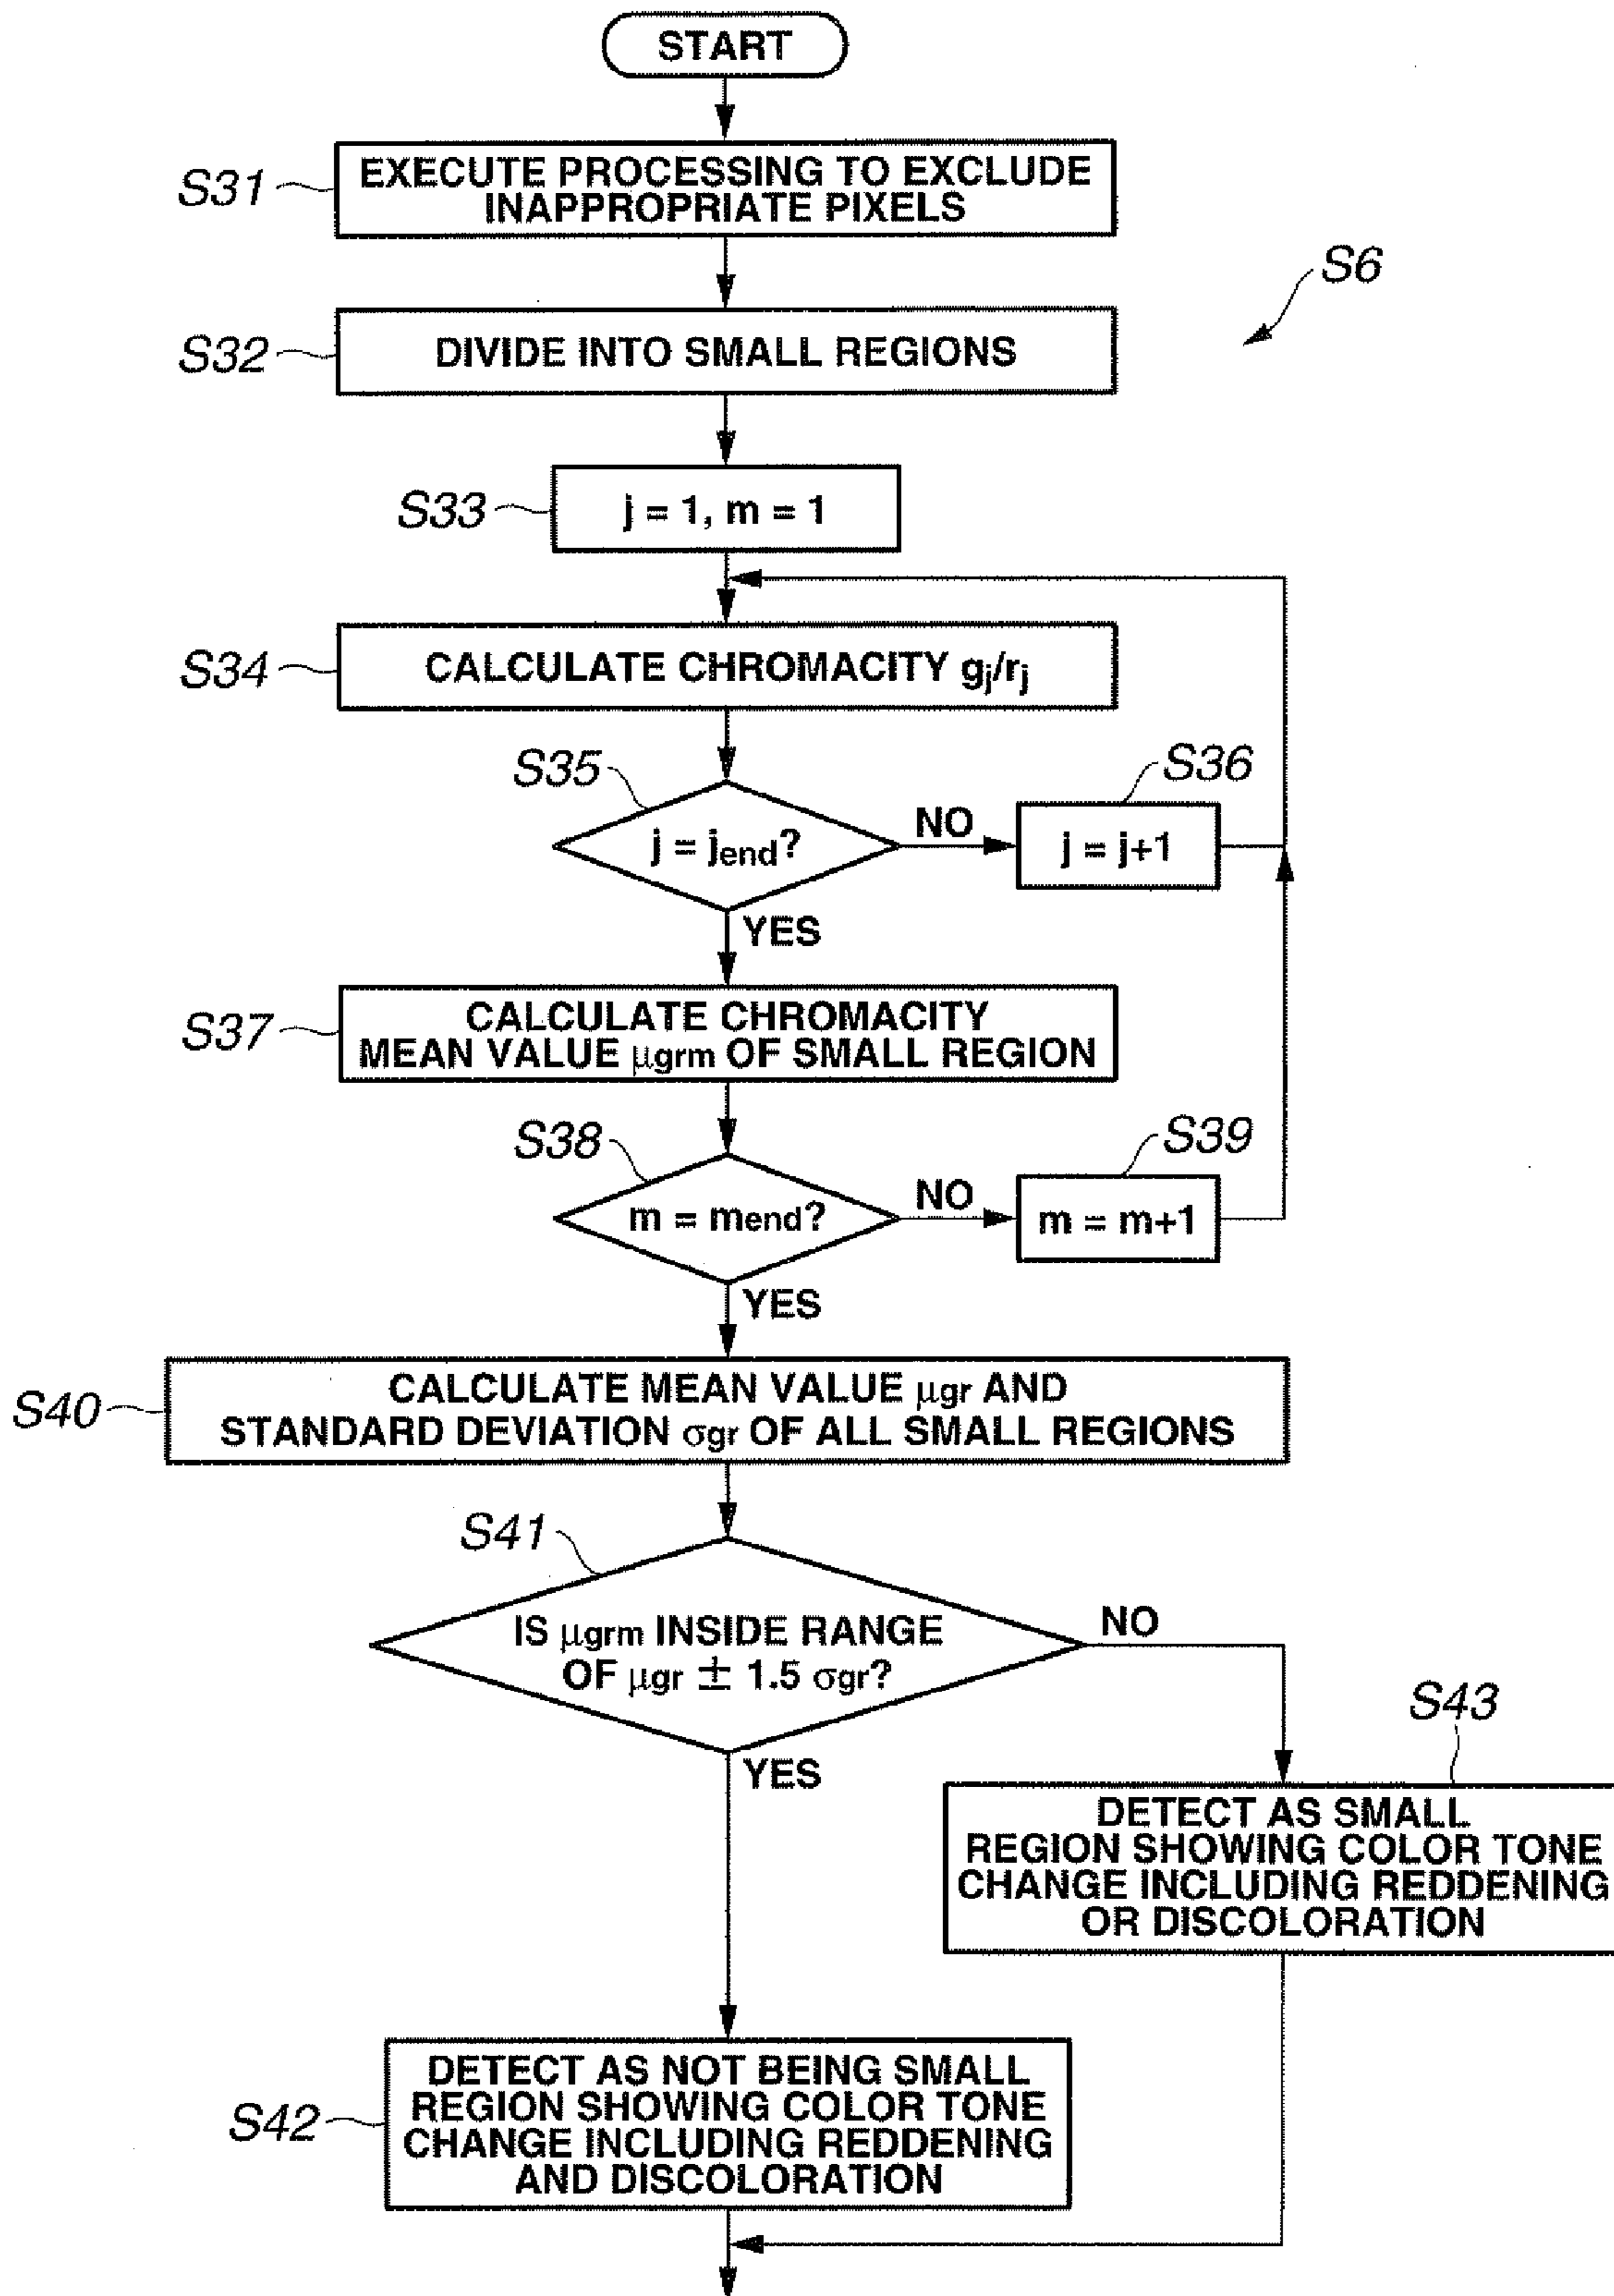 START
S31
EXECUTE PROCESSING TO EXCLUDE
INAPPROPRIATE PIXELS
S6
S32
DIVIDE INTO SMALL REGIONS
S33
j = 1, m = 1
S34
CALCULATE CHROMACITY gj/rj
S35
j = jend?
NO
S36
j = j+1
YES
S37
CALCULATE CHROMACITY
MEAN VALUE μgrm OF SMALL REGION
S38
m = mend?
NO
S39
m = m+1
YES
S40
CALCULATE MEAN VALUE μgr AND
STANDARD DEVIATION σgr OF ALL SMALL REGIONS
S41
IS μgrm INSIDE RANGE
OF μgr ± 1.5 σgr?
NO
YES
S43
DETECT AS SMALL
REGION SHOWING COLOR TONE
CHANGE INCLUDING REDDENING
OR DISCOLORATION
S42
DETECT AS NOT BEING SMALL
REGION SHOWING COLOR TONE
CHANGE INCLUDING REDDENING
AND DISCOLORATION